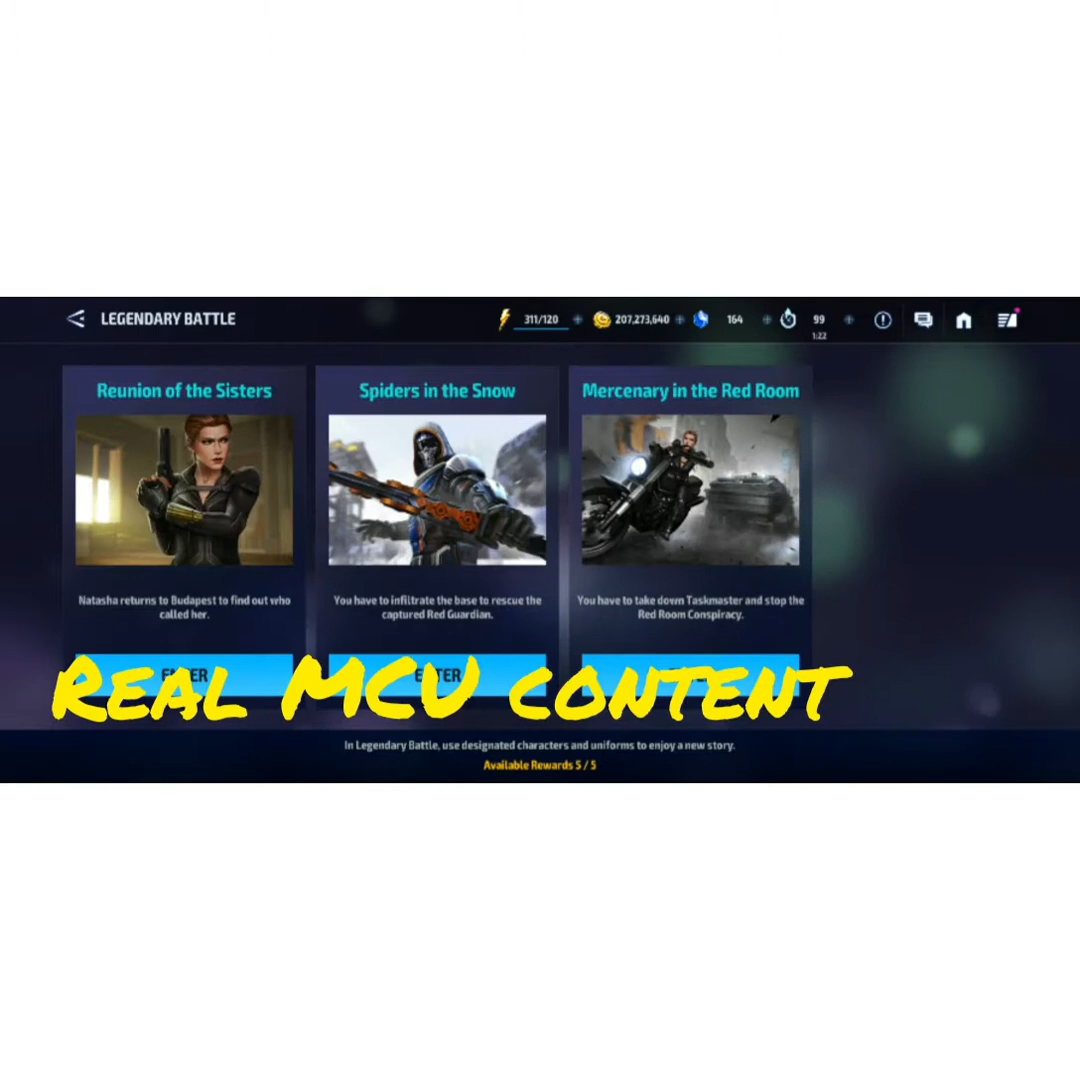 LEGENDARY BATTLE
311/120
207,273,640
164
99
1:22
Reunion of the Sisters
Spiders in the Snow
Mercenary in the Red Room
Natasha returns to Budapest to find out who
called her.
You have to infiltrate the base to rescue the
captured Red Guardian.
You have to take down Taskmaster and stop the
Red Room Conspiracy.
ENTER
ENTER
REAL MCU CONTENT
In Legendary Battle, use designated characters and uniforms to enjoy a new story.
Available Rewards 5 / 5